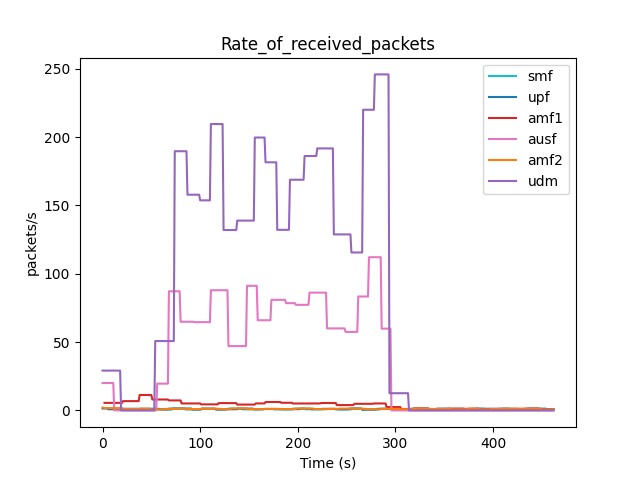 Rate_of_received_packets
250
200
150
100
50
0
packets/s
smf
upf
amf1
ausf
amf2
udm
0 100 200 300 400
Time (s)